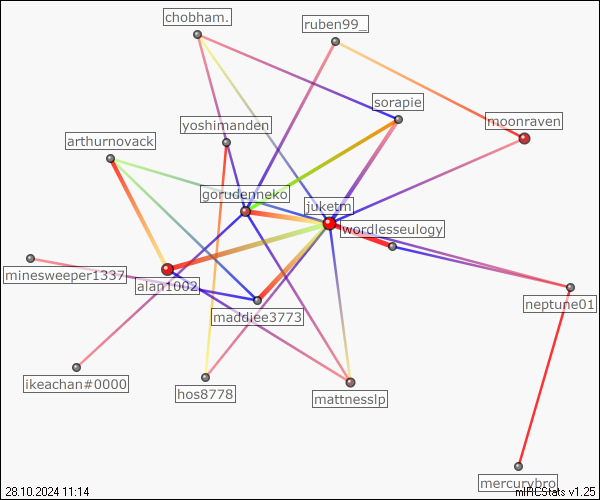 chobham.
ruben99_
sorapie
moonraven
yoshimanden
arthurnovack
gorudenneko
juketm
wordlesseulogy
minesweeper1337
alan1002
neptune01
maddiee3773
ikeachan#0000
hos8778
mattnesslp
mercurybro
28.10.2024 11:14
mIRCStats v1.25